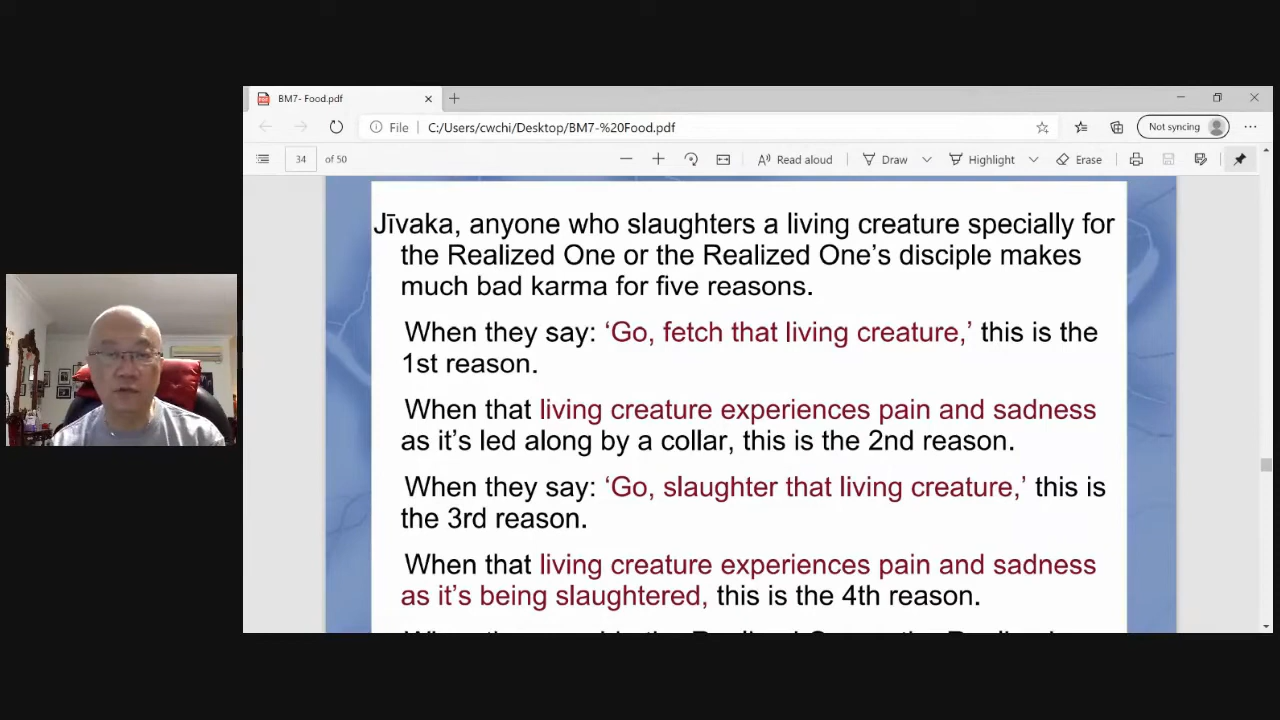 BM7- Food.pdf
File
C:/Users/cwchi/Desktop/BM7-%20Food.pdf
Not syncing
34 of 50
Read aloud
Draw
Highlight
Erase
Jīvaka, anyone who slaughters a living creature specially for
the Realized One or the Realized One’s disciple makes
much bad karma for five reasons.
When they say: ‘Go, fetch that living creature,’ this is the
1st reason.
When that living creature experiences pain and sadness
as it’s led along by a collar, this is the 2nd reason.
When they say: ‘Go, slaughter that living creature,’ this is
the 3rd reason.
When that living creature experiences pain and sadness
as it’s being slaughtered, this is the 4th reason.